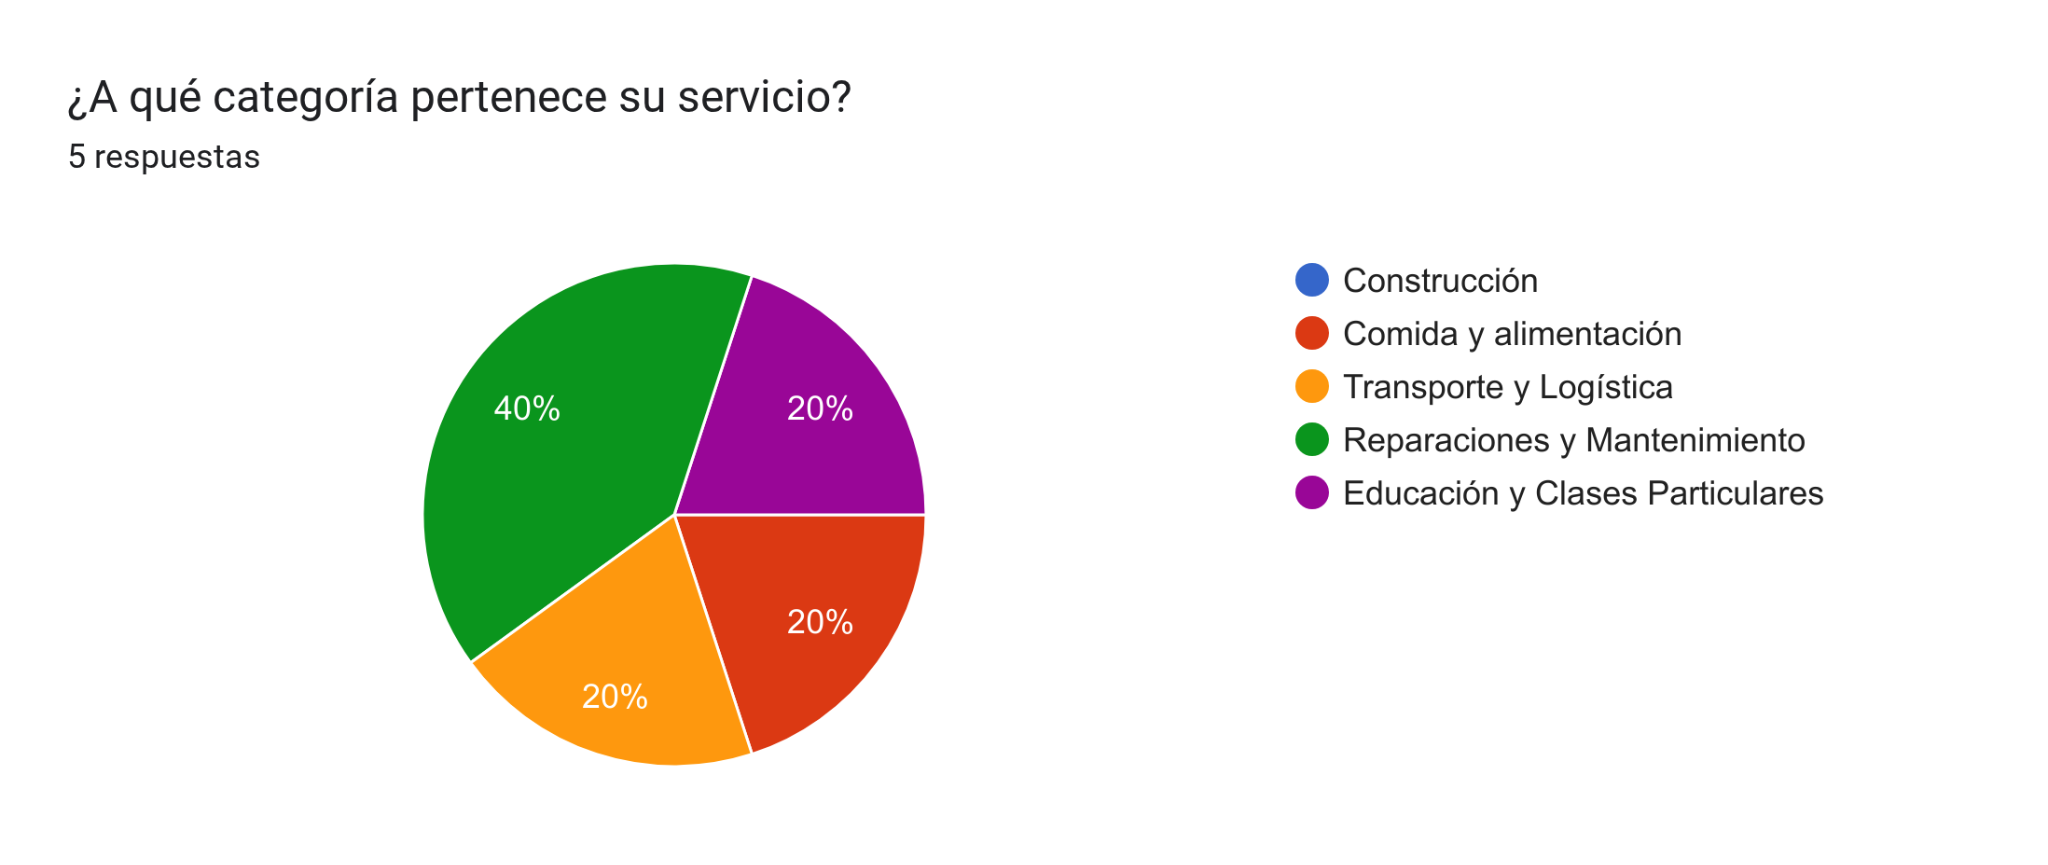 ¿A qué categoría pertenece su servicio?
5 respuestas
40%
20%
20%
20%
Construcción
Comida y alimentación
Transporte y Logística
Reparaciones y Mantenimiento
Educación y Clases Particulares